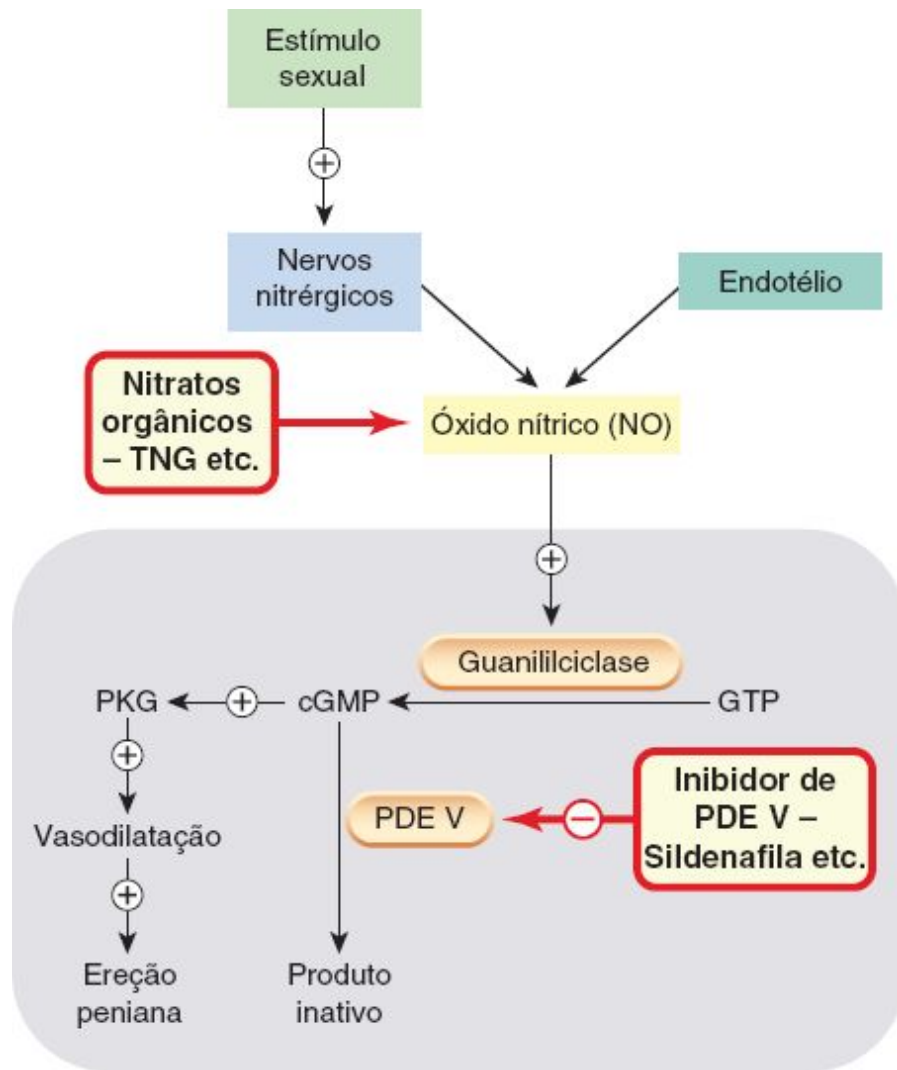 Estímulo
sexual
+
Nervos
nitrérgicos
Endotélio
Nitratos
orgânicos
– TNG etc.
Óxido nítrico (NO)
+
Guanililciclase
PKG
+
cGMP
GTP
+
Vasodilatação
PDE V
−
Inibidor de
PDE V –
Sildenafila etc.
+
Ereção
peniana
Produto
inativo